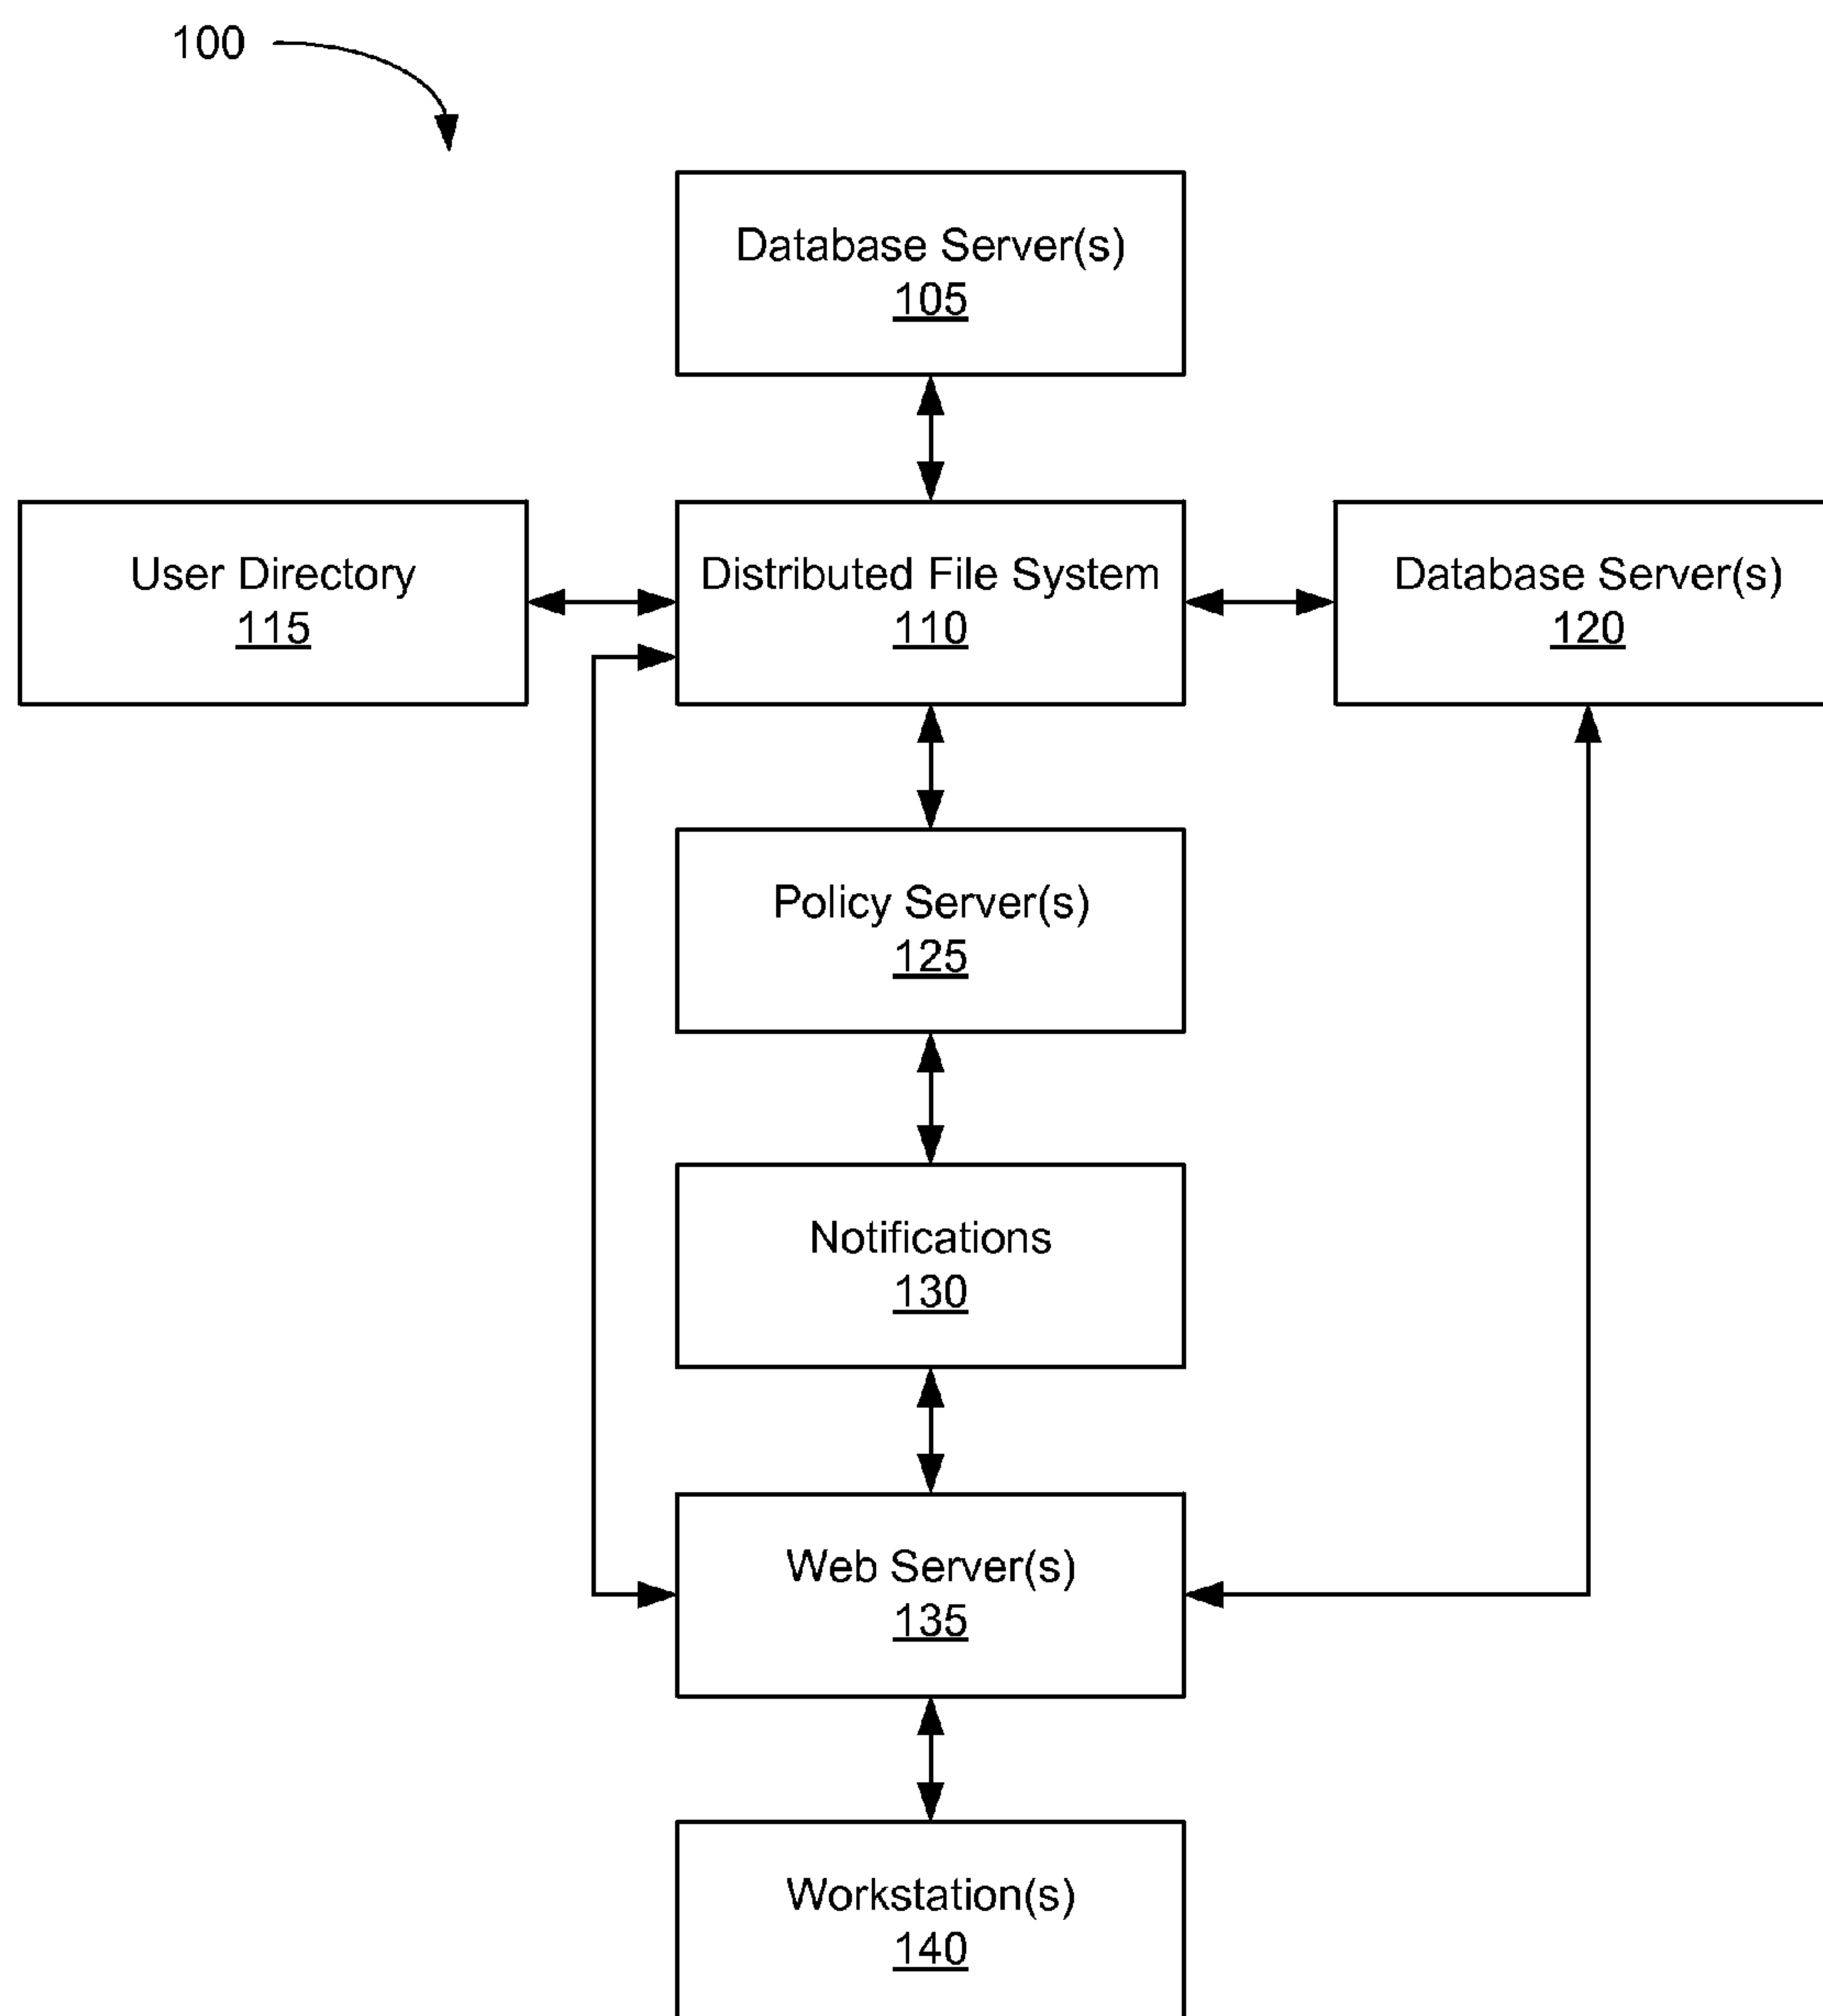 100
Database Server(s)
105
User Directory
115
Distributed File System
110
Database Server(s)
120
Policy Server(s)
125
Notifications
130
Web Server(s)
135
Workstation(s)
140